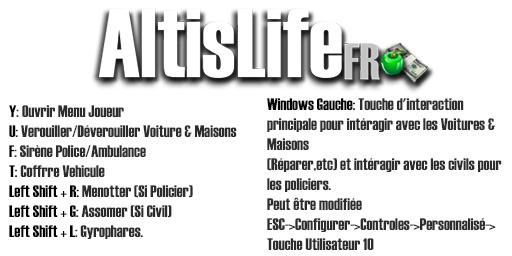 AltisLifeFR
Y: Ouvrir Menu Joueur
U: Verouiller/Déverouiller Voiture & Maisons
F: Sirène Police/Ambulance
T: Coffrre Vehicule
Left Shift + R: Menotter (Si Policier)
Left Shift + G: Assomer (Si Civil)
Left Shift + L: Gyrophares.
Windows Gauche: Touche d'interaction
principale pour intéragir avec les Voitures &
Maisons
(Réparer,etc) et intéragir avec les civils pour
les policiers.
Peut être modifiée
ESC->Configurer->Controles->Personnalisé->
Touche Utilisateur 10